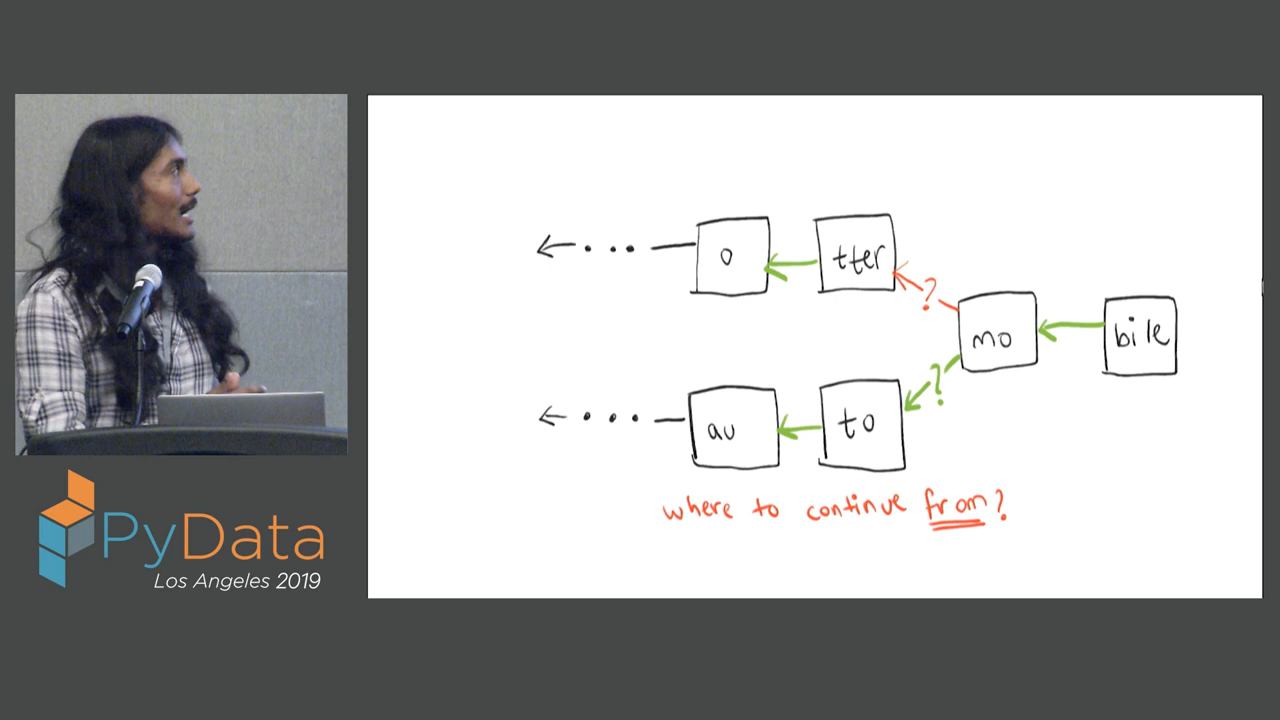 o
tter
?
mo
bile
?
au
to
where to continue from?
PyData
Los Angeles 2019